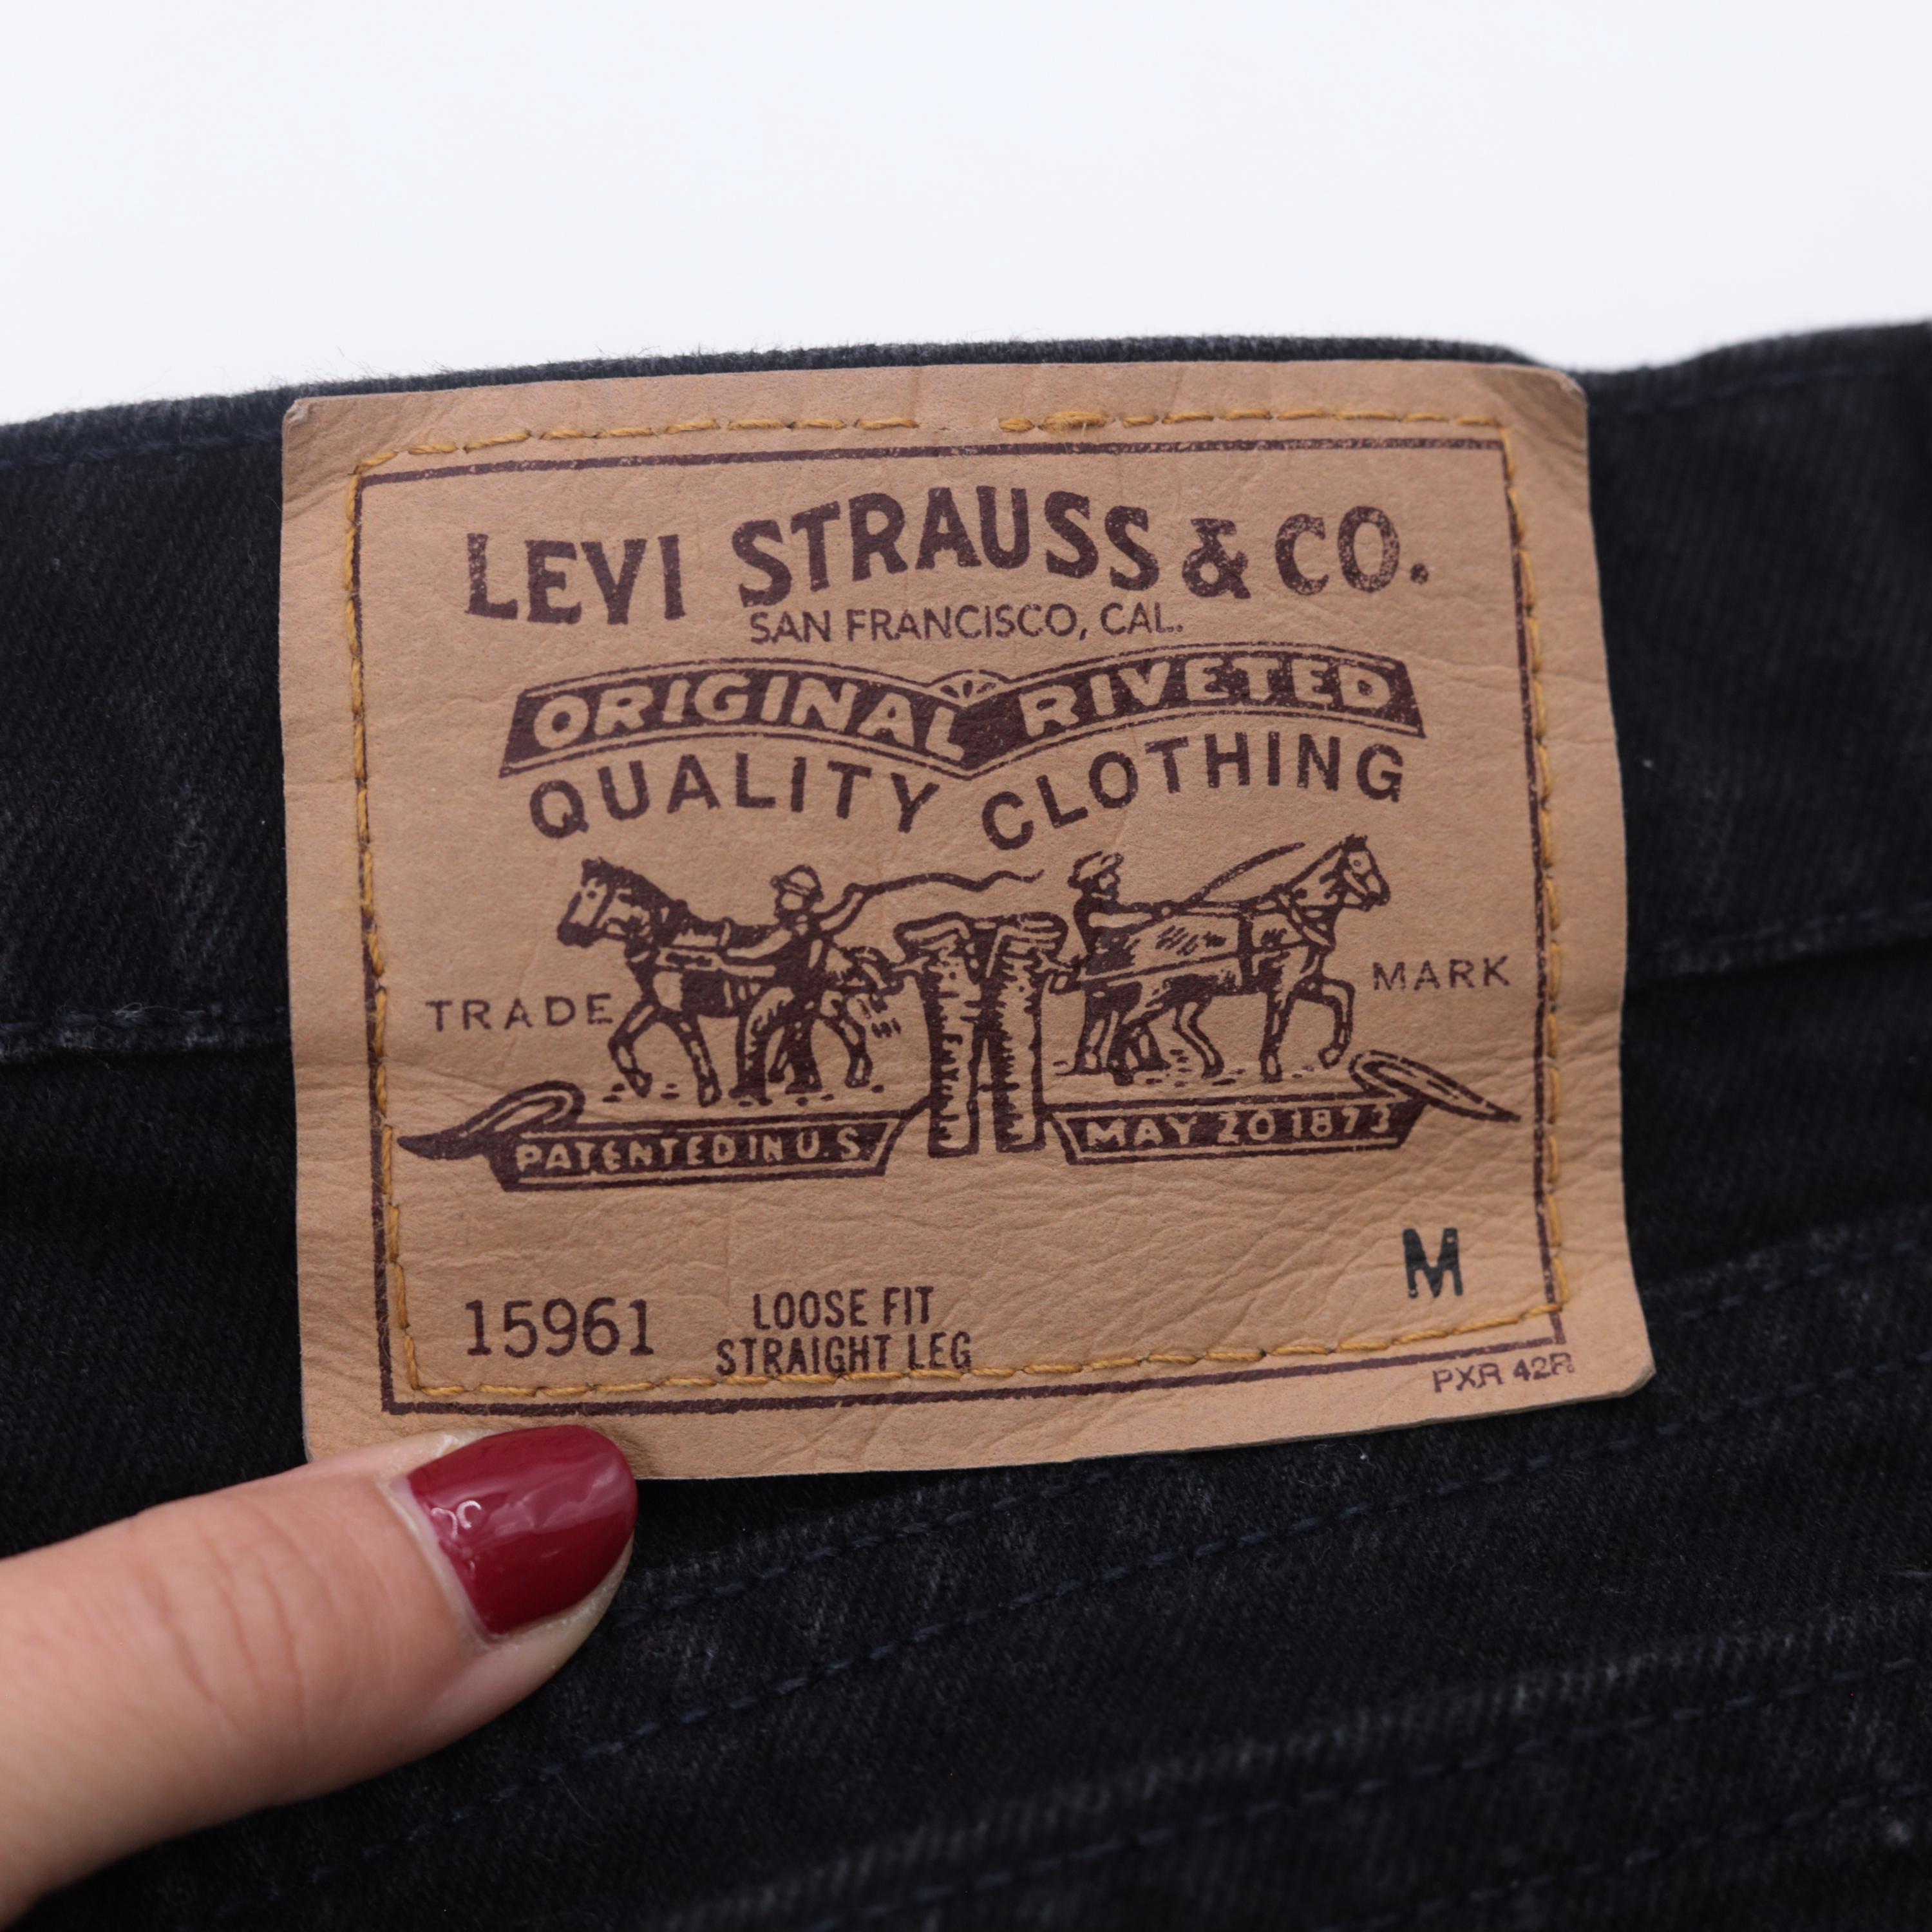 LEVI STRAUSS & CO.
SAN FRANCISCO, CAL.
ORIGINAL RIVETED
QUALITY CLOTHING
TRADE MARK
PATENTED IN U.S. MAY 20 1873
M
15961 LOOSE FIT
STRAIGHT LEG
PXR 42R